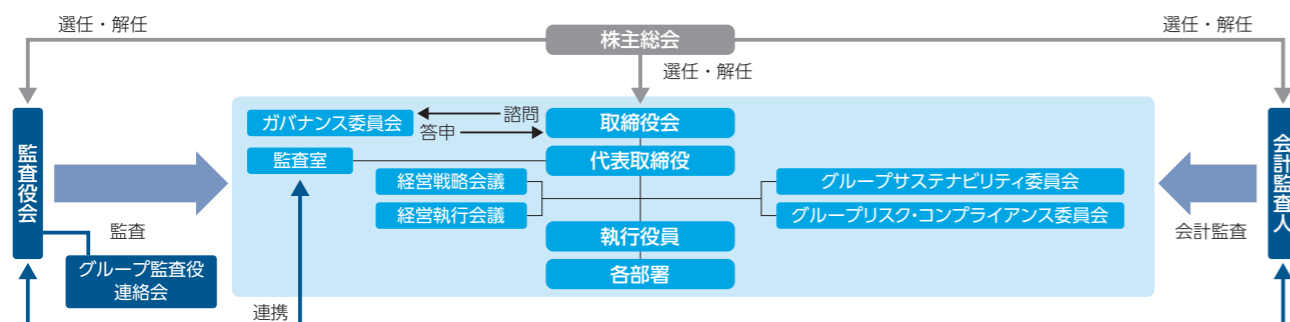 選任・解任
株主総会
選任・解任
選任・解任
ガバナンス委員会
諮問
答申
取締役会
監査室
代表取締役
経営戦略会議
グループサステナビリティ委員会
経営執行会議
グループリスク・コンプライアンス委員会
執行役員
各部署
監査役会
監査
グループ監査役
連絡会
会計監査人
会計監査
連携